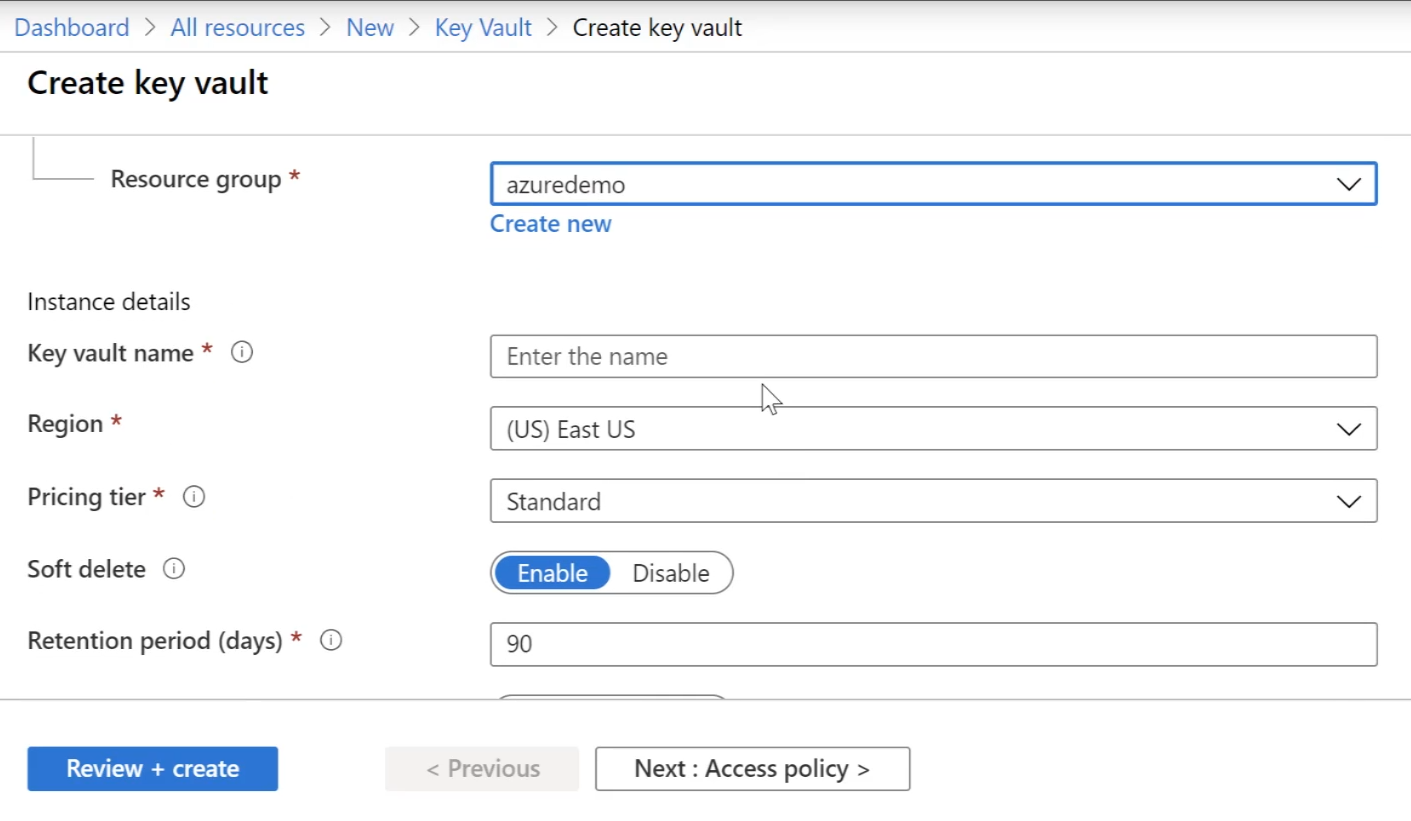 Dashboard > All resources > New > Key Vault > Create key vault
Create key vault
Resource group * azuredemo
Create new
Instance details
Key vault name * Enter the name
Region * (US) East US
Pricing tier * Standard
Soft delete Enable Disable
Retention period (days) * 90
Review + create < Previous Next : Access policy >